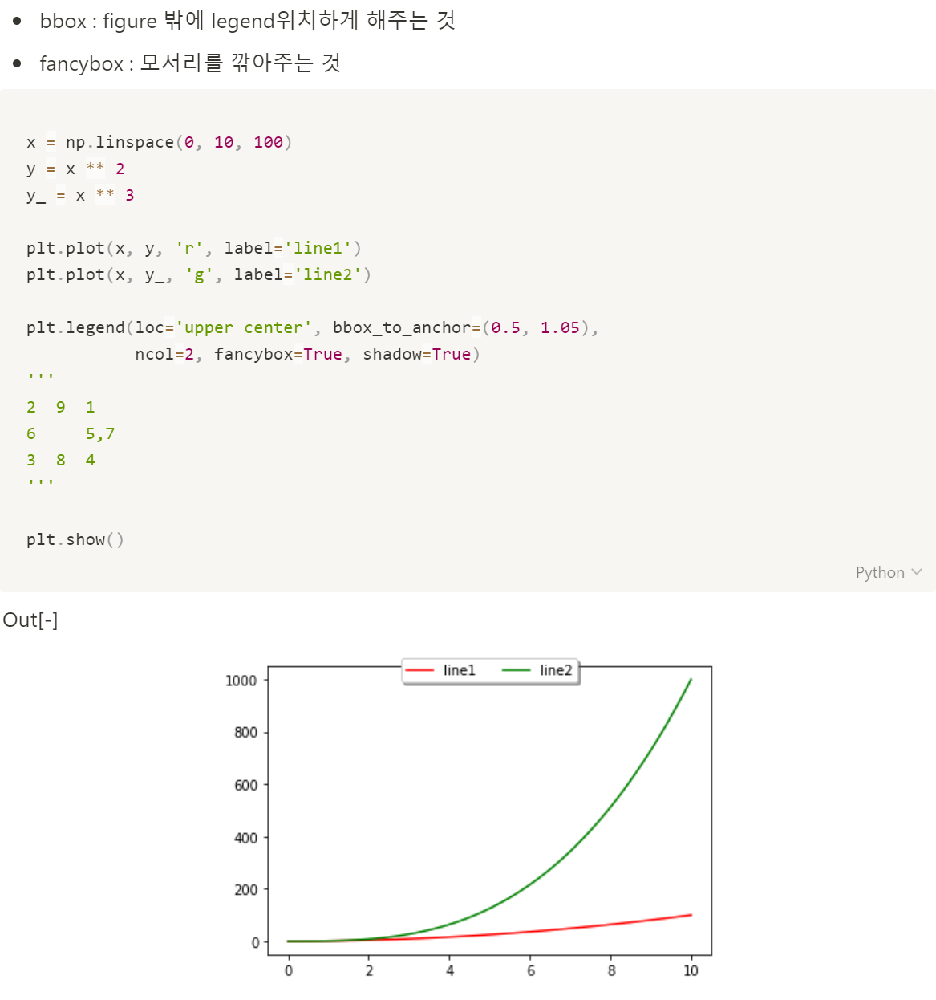 • bbox : figure 밖에 legend위치하게 해주는 것
• fancybox : 모서리를 깎아주는 것
x = np.linspace(0, 10, 100)
y = x ** 2
y_ = x ** 3
plt.plot(x, y, 'r', label='line1')
plt.plot(x, y_, 'g', label='line2')
plt.legend(loc='upper center', bbox_to_anchor=(0.5, 1.05),
           ncol=2, fancybox=True, shadow=True)
'''
2  9  1
6     5,7
3  8  4
'''
plt.show()
Python
Out[-]
line1 line2
1000
800
600
400
200
0
0 2 4 6 8 10